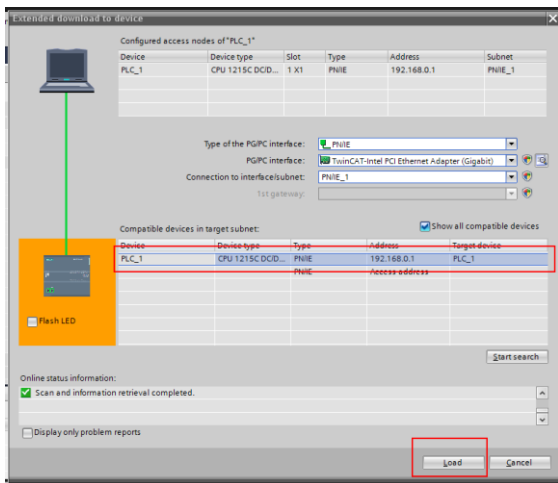 Extended download to device
Configured access nodes of "PLC_1"
Device Device type Slot Type Address Subnet
PLC_1 CPU 1215C DC/D... 1 X1 PN/IE 192.168.0.1 PN/IE_1
Type of the PG/PC interface: PN/IE
PG/PC interface: TwinCAT-Intel PCI Ethernet Adapter (Gigabit)
Connection to interface/subnet: PN/IE_1
1st gateway:
Compatible devices in target subnet: Show all compatible devices
Device Device type Type Address Target device
PLC_1 CPU 1215C DC/D... PN/IE 192.168.0.1 PLC_1
PN/IE Access address
Flash LED
Start search
Online status information:
Scan and information retrieval completed.
Display only problem reports
Load Cancel